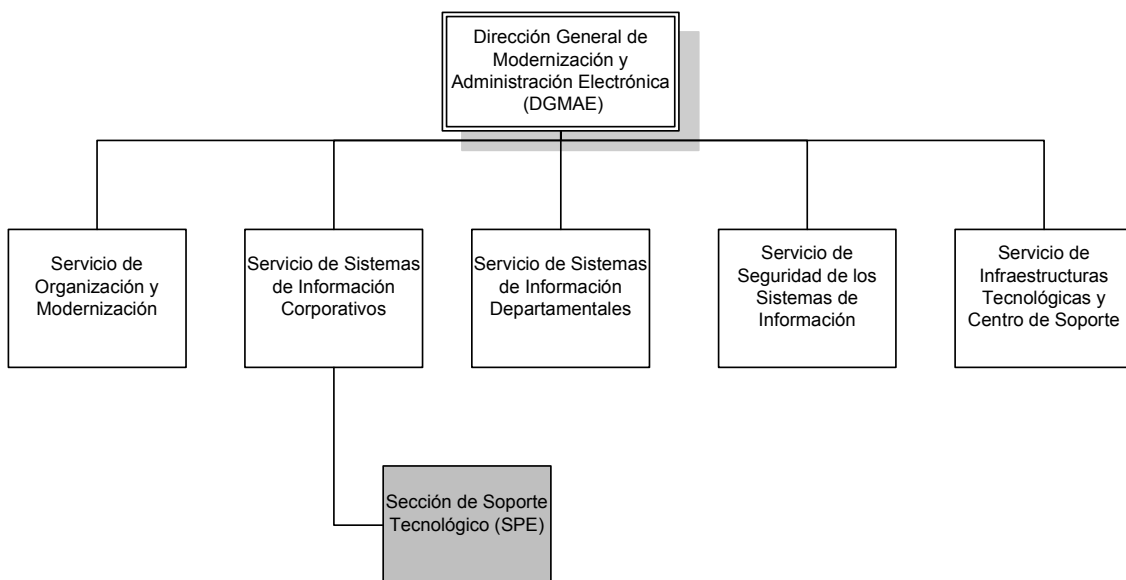 Dirección General de
Modernización y
Administración Electrónica
(DGMAE)
Servicio de
Organización y
Modernización
Servicio de Sistemas
de Información
Corporativos
Servicio de Sistemas
de Información
Departamentales
Servicio de
Seguridad de los
Sistemas de
Información
Servicio de
Infraestructuras
Tecnológicas y
Centro de Soporte
Sección de Soporte
Tecnológico (SPE)